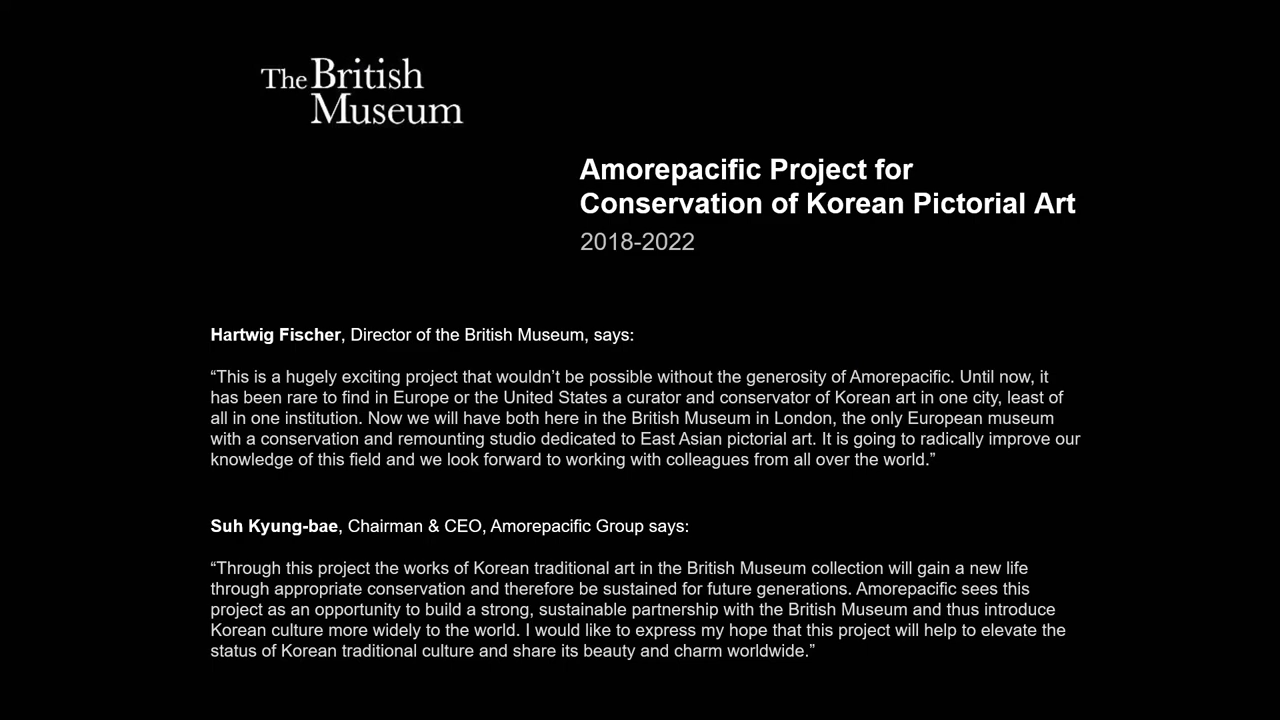 The British
Museum
Amorepacific Project for
Conservation of Korean Pictorial Art
2018-2022
Hartwig Fischer, Director of the British Museum, says:
“This is a hugely exciting project that wouldn’t be possible without the generosity of Amorepacific. Until now, it
has been rare to find in Europe or the United States a curator and conservator of Korean art in one city, least of
all in one institution. Now we will have both here in the British Museum in London, the only European museum
with a conservation and remounting studio dedicated to East Asian pictorial art. It is going to radically improve our
knowledge of this field and we look forward to working with colleagues from all over the world.”
Suh Kyung-bae, Chairman & CEO, Amorepacific Group says:
“Through this project the works of Korean traditional art in the British Museum collection will gain a new life
through appropriate conservation and therefore be sustained for future generations. Amorepacific sees this
project as an opportunity to build a strong, sustainable partnership with the British Museum and thus introduce
Korean culture more widely to the world. I would like to express my hope that this project will help to elevate the
status of Korean traditional culture and share its beauty and charm worldwide.”